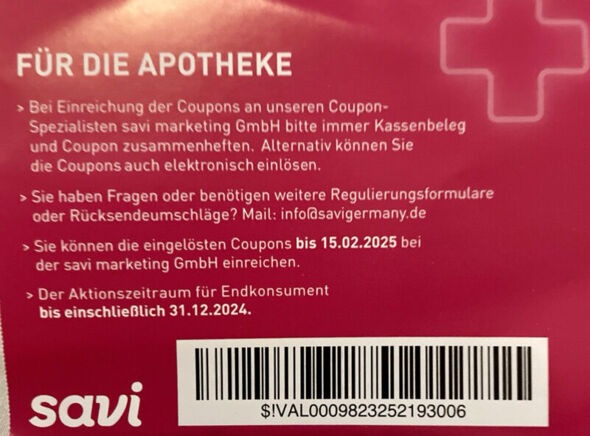 FÜR DIE APOTHEKE
> Bei Einreichung der Coupons an unseren Coupon-
Spezialisten savi marketing GmbH bitte immer Kassenbeleg
und Coupon zusammenheften. Alternativ können Sie
die Coupons auch elektronisch einlösen.
> Sie haben Fragen oder benötigen weitere Regulierungsformulare
oder Rücksendeumschläge? Mail: info@savigermany.de
> Sie können die eingelösten Coupons bis 15.02.2025 bei
der savi marketing GmbH einreichen.
> Der Aktionszeitraum für Endkonsument
bis einschließlich 31.12.2024.
savi
$!VAL0009823252193006